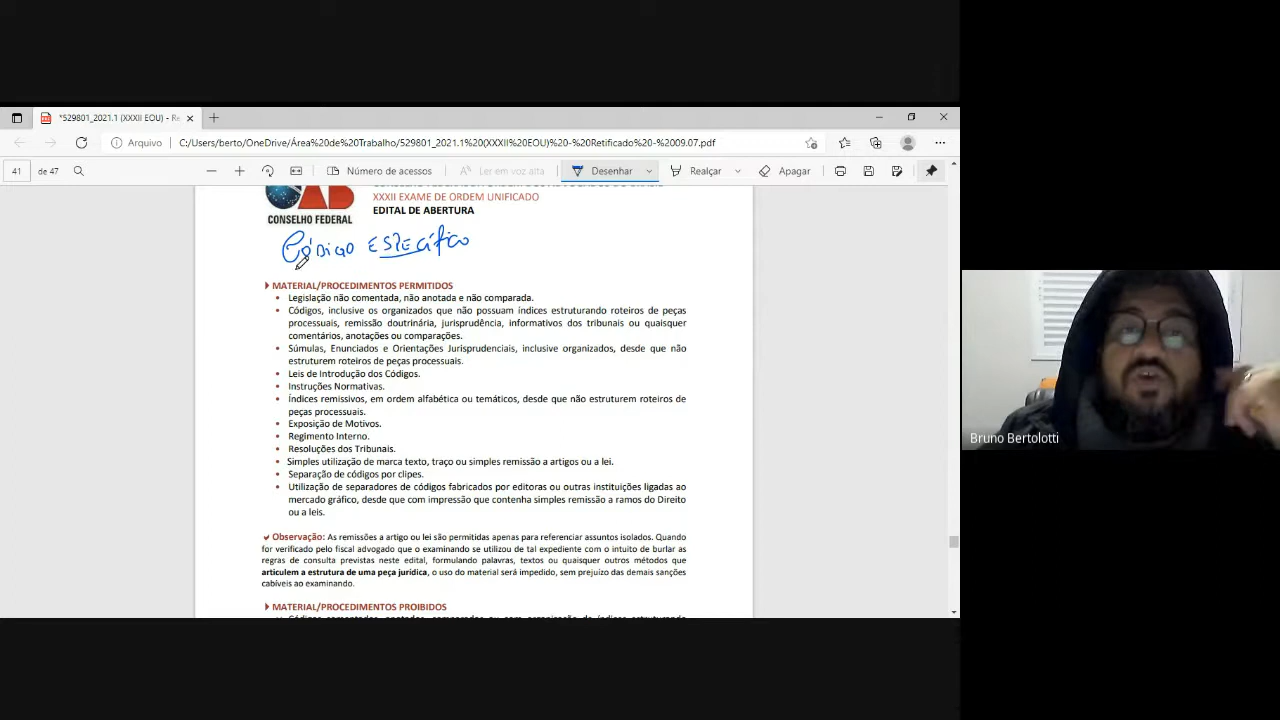 *529801_2021.1 (XXXII EOU) - Re
Arquivo
C:/Users/berto/OneDrive/Área%20de%20Trabalho/529801_2021.1%20(XXXII%20EOU)%20-%20Retificado%20-%2009.07.pdf
41
de 47
Número de acessos
Ler em voz alta
Desenhar
Realçar
Apagar
XXXII EXAME DE ORDEM UNIFICADO
CONSELHO FEDERAL
EDITAL DE ABERTURA
CÓDIGO ESPECÍFICO
MATERIAL/PROCEDIMENTOS PERMITIDOS
• Legislação não comentada, não anotada e não comparada.
• Códigos, inclusive os organizados que não possuam índices estruturando roteiros de peças
processuais, remissão doutrinária, jurisprudência, informativos dos tribunais ou quaisquer
comentários, anotações ou comparações.
• Súmulas, Enunciados e Orientações Jurisprudenciais, inclusive organizados, desde que não
estruturem roteiros de peças processuais.
• Leis de Introdução dos Códigos.
• Instruções Normativas.
• Índices remissivos, em ordem alfabética ou temáticos, desde que não estruturem roteiros de
peças processuais.
• Exposição de Motivos.
• Regimento Interno.
• Resoluções dos Tribunais.
• Simples utilização de marca texto, traço ou simples remissão a artigos ou a lei.
• Separação de códigos por clipes.
• Utilização de separadores de códigos fabricados por editoras ou outras instituições ligadas ao
mercado gráfico, desde que com impressão que contenha simples remissão a ramos do Direito
ou a leis.
Observação: As remissões a artigo ou lei são permitidas apenas para referenciar assuntos isolados. Quando
for verificado pelo fiscal advogado que o examinando se utilizou de tal expediente com o intuito de burlar as
regras de consulta previstas neste edital, formulando palavras, textos ou quaisquer outros métodos que
articulem a estrutura de uma peça jurídica, o uso do material será impedido, sem prejuízo das demais sanções
cabíveis ao examinando.
MATERIAL/PROCEDIMENTOS PROIBIDOS
Bruno Bertolotti